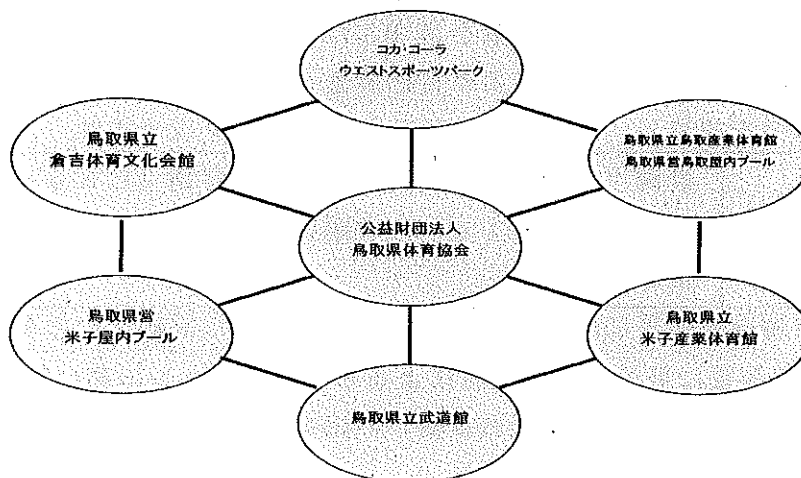 コカ・コーラ
ウエストスポーツパーク
鳥取県立
倉吉体育文化会館
鳥取県立鳥取産業体育館
鳥取県営鳥取屋内プール
公益財団法人
鳥取県体育協会
鳥取県営
米子屋内プール
鳥取県立
米子産業体育館
鳥取県立武道館